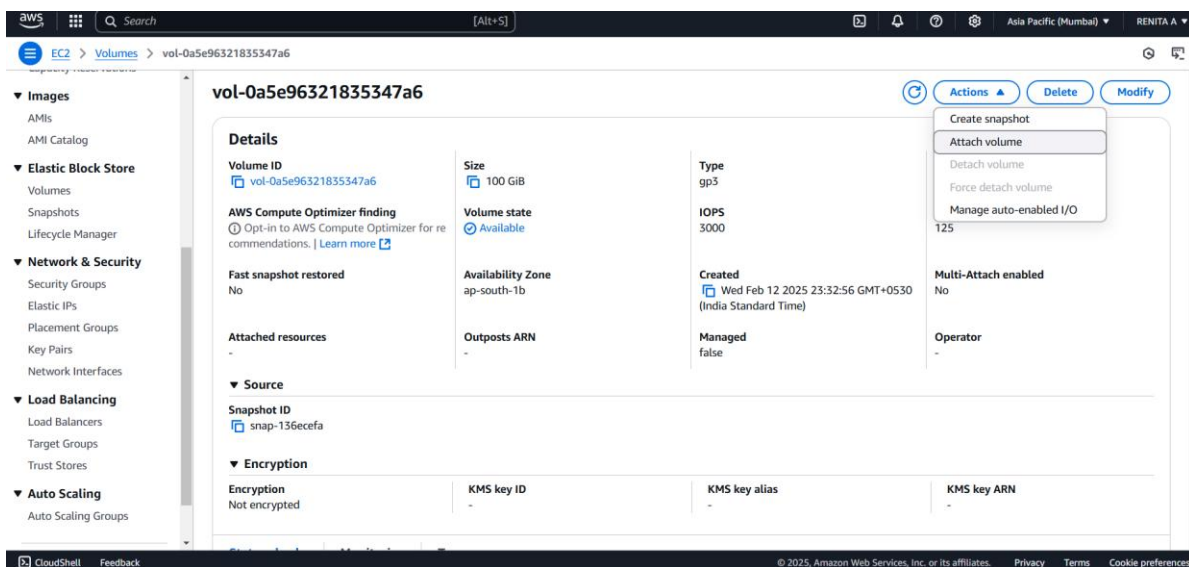 aws
Search
[Alt+S]
Asia Pacific (Mumbai)
RENITA A
EC2 > Volumes > vol-0a5e96321835347a6
Images
AMIs
AMI Catalog
Elastic Block Store
Volumes
Snapshots
Lifecycle Manager
Network & Security
Security Groups
Elastic IPs
Placement Groups
Key Pairs
Network Interfaces
Load Balancing
Load Balancers
Target Groups
Trust Stores
Auto Scaling
Auto Scaling Groups
vol-0a5e96321835347a6
Actions
Delete
Modify
Create snapshot
Attach volume
Detach volume
Force detach volume
Manage auto-enabled I/O
Details
Volume ID
vol-0a5e96321835347a6
Size
100 GiB
Type
gp3
AWS Compute Optimizer finding
Opt-in to AWS Compute Optimizer for re
commendations. | Learn more
Volume state
Available
IOPS
3000
125
Fast snapshot restored
No
Availability Zone
ap-south-1b
Created
Wed Feb 12 2025 23:32:56 GMT+0530
(India Standard Time)
Multi-Attach enabled
No
Attached resources
-
Outposts ARN
-
Managed
false
Operator
-
Source
Snapshot ID
snap-136ecefa
Encryption
Encryption
Not encrypted
KMS key ID
-
KMS key alias
-
KMS key ARN
-
CloudShell
Feedback
© 2025, Amazon Web Services, Inc. or its affiliates.
Privacy
Terms
Cookie preferences